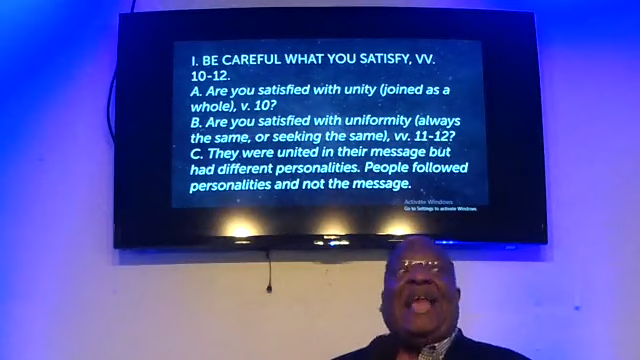 I. BE CAREFUL WHAT YOU SATISFY, VV.
10-12.
A. Are you satisfied with unity (joined as a
whole), v. 10?
B. Are you satisfied with uniformity (always
the same, or seeking the same), vv. 11-12?
C. They were united in their message but
had different personalities. People followed
personalities and not the message.
Activate Windows
Go to Settings to activate Windows.